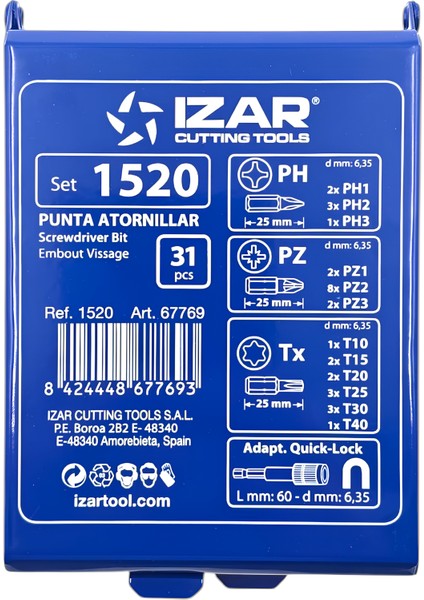 IZAR®
CUTTING TOOLS
Set 1520
PUNTA ATORNILLAR
Screwdriver Bit
Embout Vissage
31
pcs
Ref. 1520 Art. 67769
8 424448 677693
IZAR CUTTING TOOLS S.A.L.
P.E. Boroa 2B2 E- 48340
E-48340 Amorebieta, Spain
izartool.com
d mm: 6,35
PH
2x PH1
3x PH2
1x PH3
25 mm
d mm: 6,35
PZ
2x PZ1
8x PZ2
2x PZ3
25 mm
d mm: 6,35
Tx
1x T10
2x T15
2x T20
3x T25
3x T30
1x T40
25 mm
Adapt. Quick-Lock
L mm: 60 - d mm: 6,35